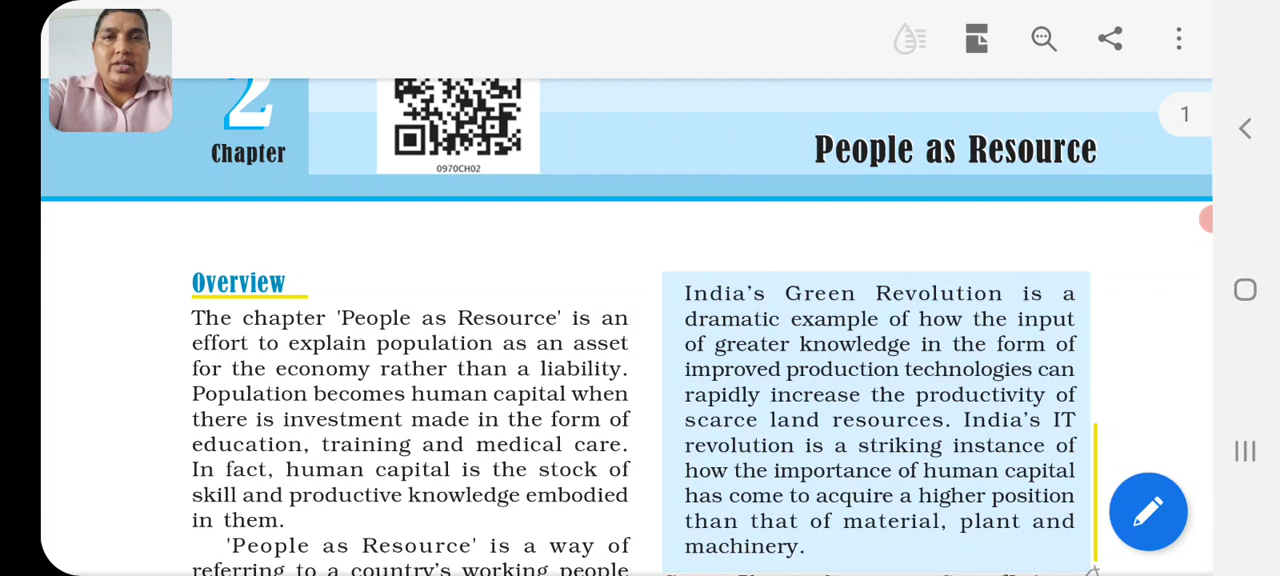 2
Chapter
0970CH02
People as Resource
1
Overview
The chapter 'People as Resource' is an
effort to explain population as an asset
for the economy rather than a liability.
Population becomes human capital when
there is investment made in the form of
education, training and medical care.
In fact, human capital is the stock of
skill and productive knowledge embodied
in them.
'People as Resource' is a way of
referring to a country's working people
India's Green Revolution is a
dramatic example of how the input
of greater knowledge in the form of
improved production technologies can
rapidly increase the productivity of
scarce land resources. India's IT
revolution is a striking instance of
how the importance of human capital
has come to acquire a higher position
than that of material, plant and
machinery.